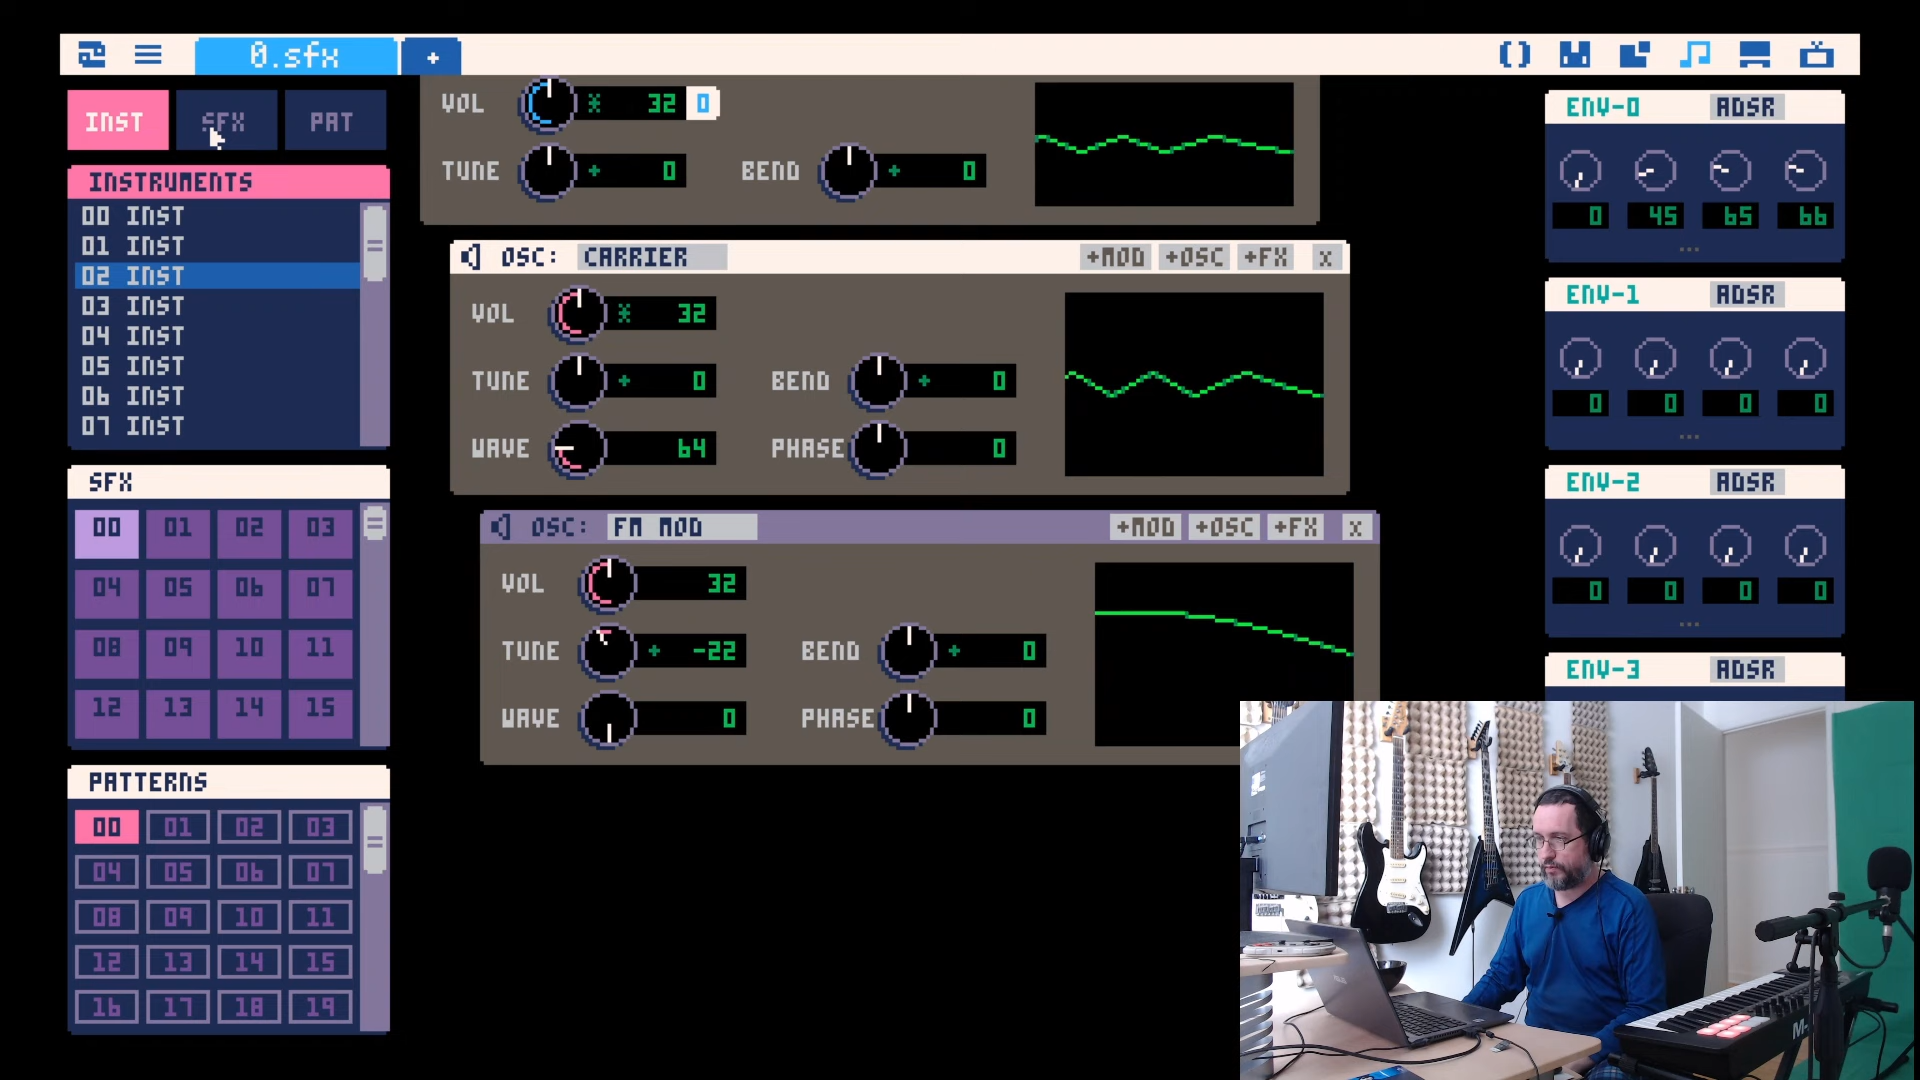 0.sfx +
INST SFX PAT
INSTRUMENTS
00 INST
01 INST
02 INST
03 INST
04 INST
05 INST
06 INST
07 INST
SFX
00 01 02 03
04 05 06 07
08 09 10 11
12 13 14 15
PATTERNS
00 01 02 03
04 05 06 07
08 09 10 11
12 13 14 15
16 17 18 19
VOL * 32 0
TUNE + 0 BEND + 0
OSC: CARRIER +MOD +OSC +FX x
VOL * 32
TUNE + 0 BEND + 0
WAVE 64 PHASE 0
OSC: FM MOD +MOD +OSC +FX x
VOL 32
TUNE + -22 BEND + 0
WAVE 0 PHASE 0
ENV-0 ADSR
0 45 65 66
...
ENV-1 ADSR
0 0 0 0
...
ENV-2 ADSR
0 0 0 0
...
ENV-3 ADSR